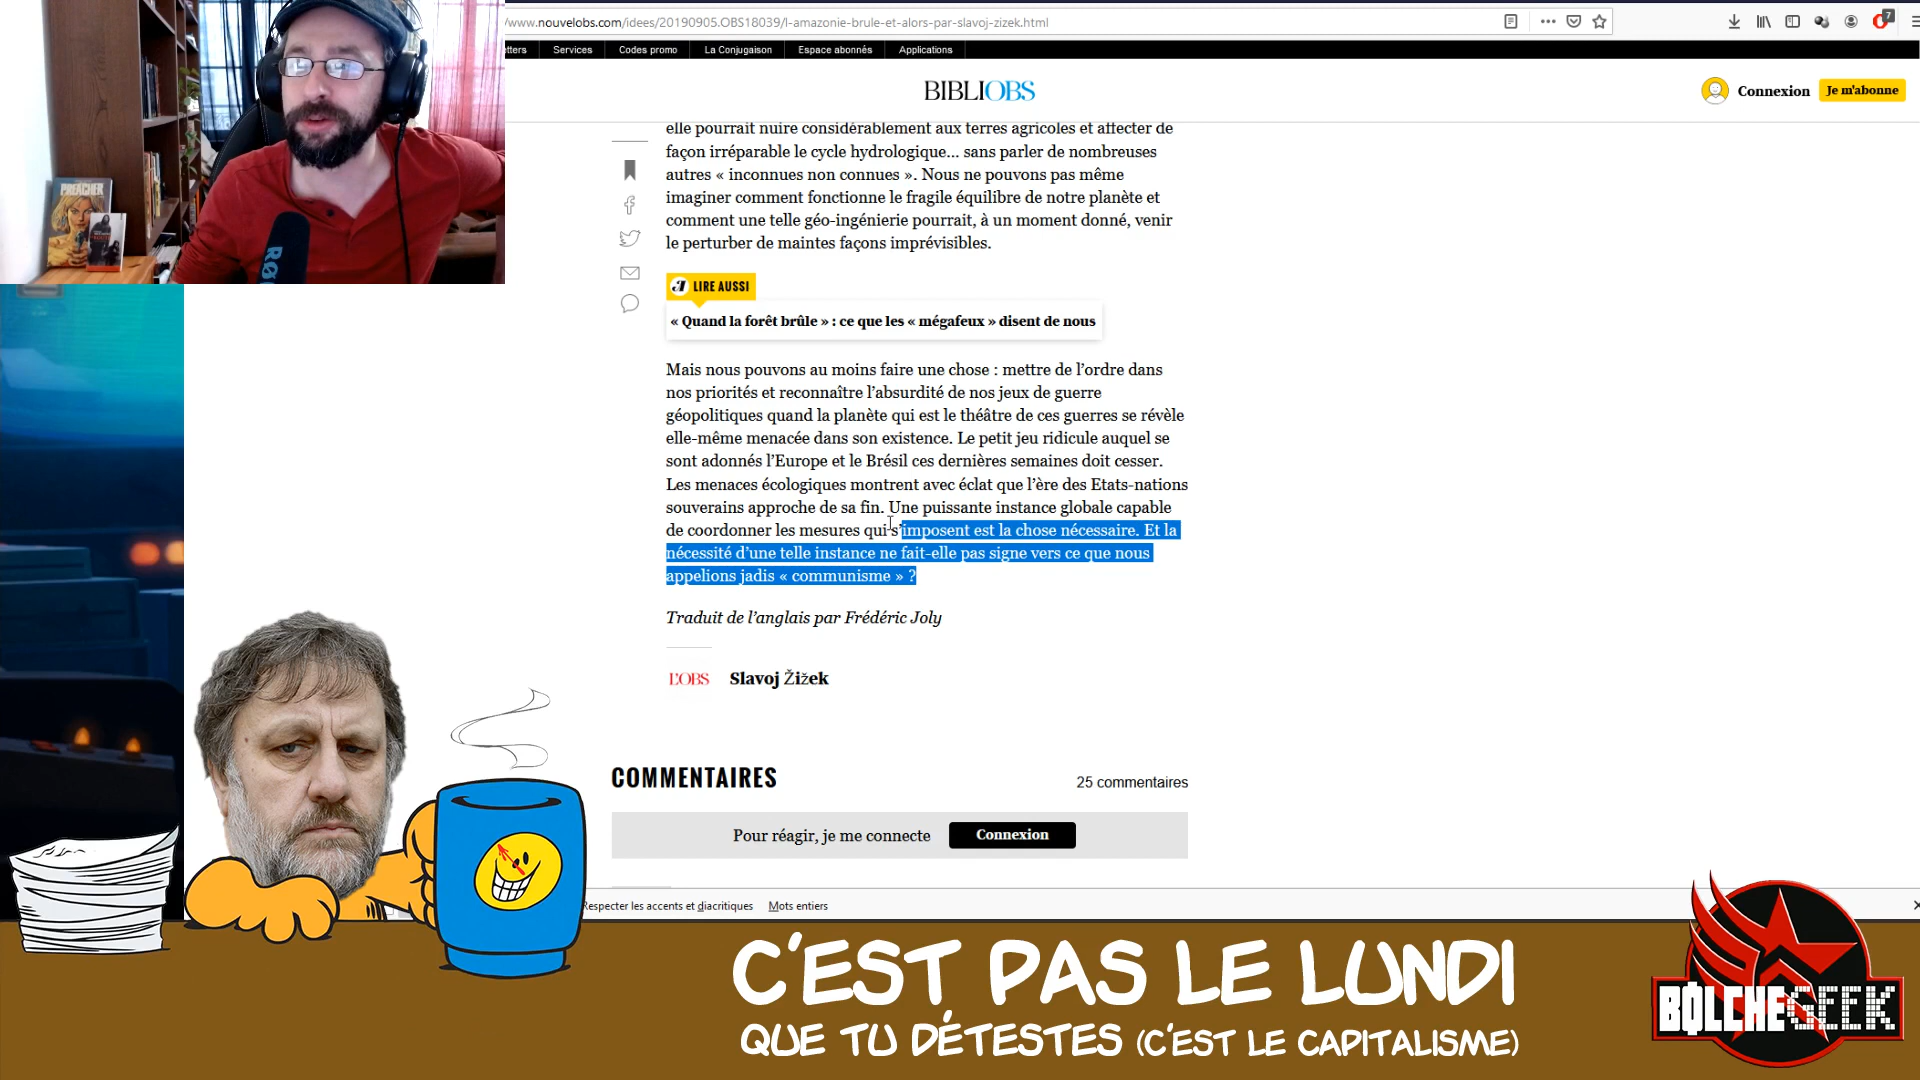 www.nouvelobs.com/idees/20190905.OBS18039/l-amazonie-brule-et-alors-par-slavoj-zizek.html
7
Services
Codes promo
La Conjugaison
Espace abonnés
Applications
BIBLIOBS
Connexion
Je m'abonne
PREACHER
elle pourrait nuire considérablement aux terres agricoles et affecter de
façon irréparable le cycle hydrologique... sans parler de nombreuses
autres « inconnues non connues ». Nous ne pouvons pas même
imaginer comment fonctionne le fragile équilibre de notre planète et
comment une telle géo-ingénierie pourrait, à un moment donné, venir
le perturber de maintes façons imprévisibles.
LIRE AUSSI
« Quand la forêt brûle » : ce que les « mégafeux » disent de nous
Mais nous pouvons au moins faire une chose : mettre de l'ordre dans
nos priorités et reconnaître l'absurdité de nos jeux de guerre
géopolitiques quand la planète qui est le théâtre de ces guerres se révèle
elle-même menacée dans son existence. Le petit jeu ridicule auquel se
sont adonnés l'Europe et le Brésil ces dernières semaines doit cesser.
Les menaces écologiques montrent avec éclat que l'ère des Etats-nations
souverains approche de sa fin. Une puissante instance globale capable
de coordonner les mesures qui s'imposent est la chose nécessaire. Et la
nécessité d'une telle instance ne fait-elle pas signe vers ce que nous
appelions jadis « communisme » ?
Traduit de l'anglais par Frédéric Joly
L'OBS
Slavoj Žižek
COMMENTAIRES
25 commentaires
Pour réagir, je me connecte
Connexion
Respecter les accents et diacritiques
Mots entiers
C'EST PAS LE LUNDI
QUE TU DÉTESTES (C'EST LE CAPITALISME)
BOLCHEGEEK